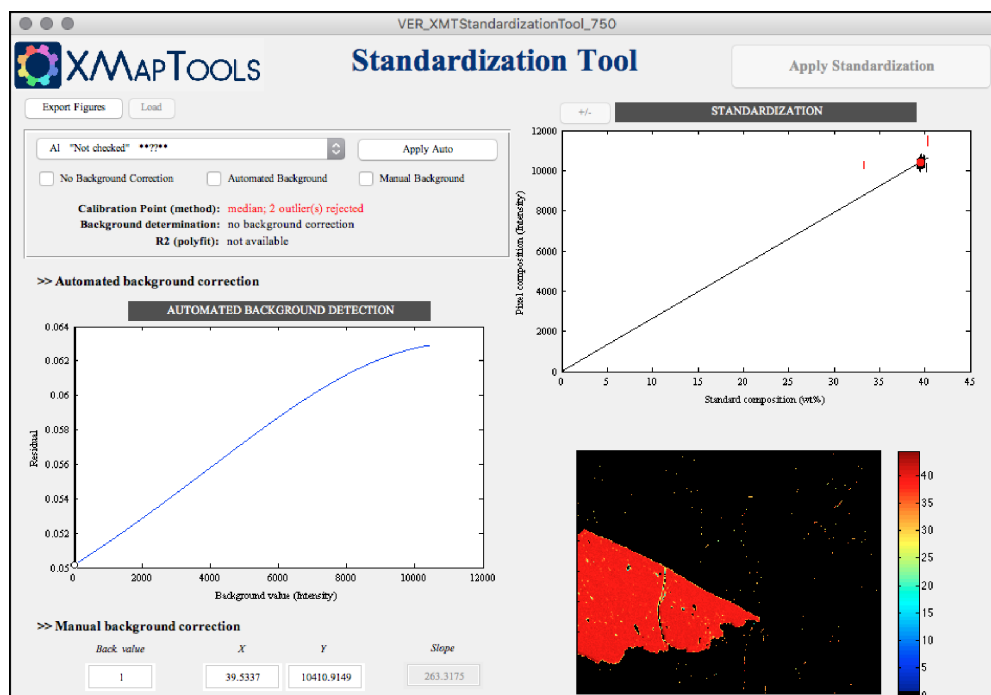 VER_XMTStandardizationTool_750
XMAPTOOLS
Standardization Tool
Apply Standardization
Export Figures
Load
Al "Not checked" **??**
Apply Auto
No Background Correction
Automated Background
Manual Background
Calibration Point (method): median; 2 outlier(s) rejected
Background determination: no background correction
R2 (polyfit): not available
+/-
STANDARDIZATION
12000
10000
8000
6000
4000
2000
0
Pixel composition (Intensity)
0 5 10 15 20 25 30 35 40 45
Standard composition (wt%)
>> Automated background correction
AUTOMATED BACKGROUND DETECTION
0.064
0.062
0.06
0.058
0.056
0.054
0.052
0.05
Residual
0 2000 4000 6000 8000 10000 12000
Background value (Intensity)
40
35
30
25
20
15
10
5
0
>> Manual background correction
Back value X Y Slope
1 39.5337 10410.9149 263.3175